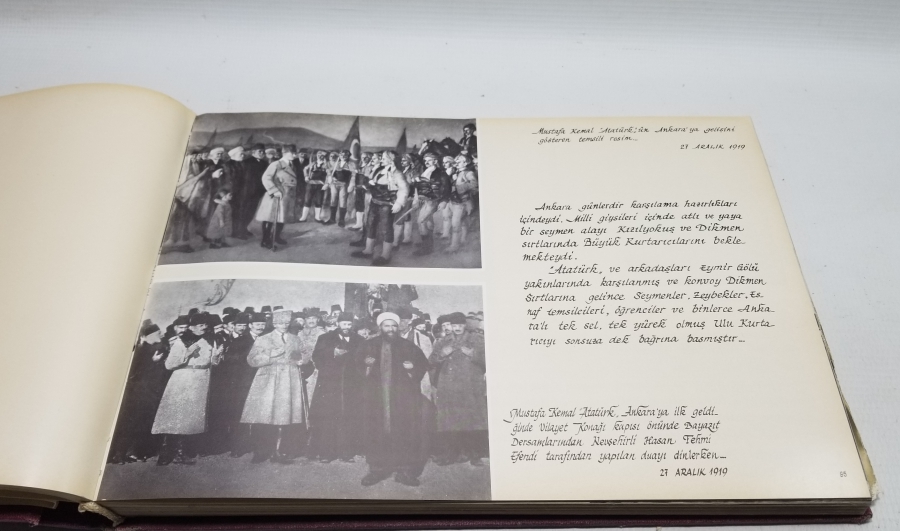 Mustafa Kemal "Atatürk"ün Ankara'ya gelişini
gösteren temsili resim...
27 ARALIK 1919
Ankara günlerdir karşılama hazırlıkları
içindeydi. Milli giysileri içinde atlı ve yaya
bir seymen alayı Kızılyokuş ve Dikmen
sırtlarında Büyük Kurtarıcılarını bekle-
mekteydi.
"Atatürk, ve arkadaşları Eymir Gölü
yakınlarında karşılanmış ve konvoy Dikmen
Sırtlarına gelince Seymenler, Zeybekler, Es-
naf temsilcileri, öğrenciler ve binlerce Anka-
ra'lı tek sel, tek yürek olmuş Ulu Kurta-
rıcıyı sonsuza dek bağrına basmıştır...
Mustafa Kemal Atatürk, Ankara'ya ilk geldi-
ğinde Vilayet Konağı kapısı önünde Bayazıt
Dersamlarından Nevşehirli Hasan Fehmi
Efendi tarafından yapılan duayı dinlerken...
27 ARALIK 1919